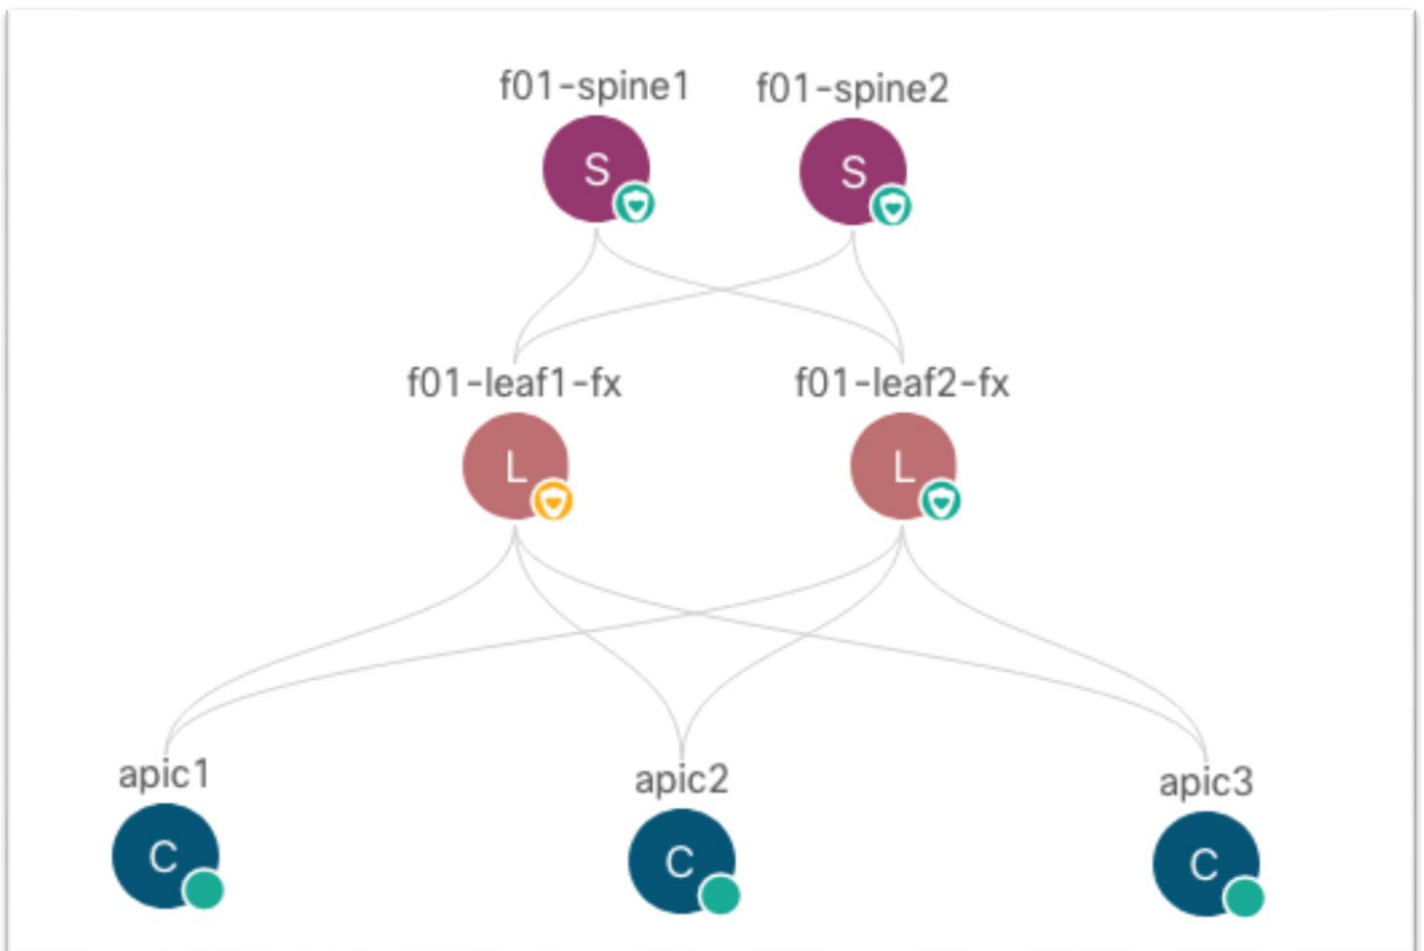 f01-spine1
f01-spine2
S
S
f01-leaf1-fx
f01-leaf2-fx
L
L
apic1
apic2
apic3
C
C
C